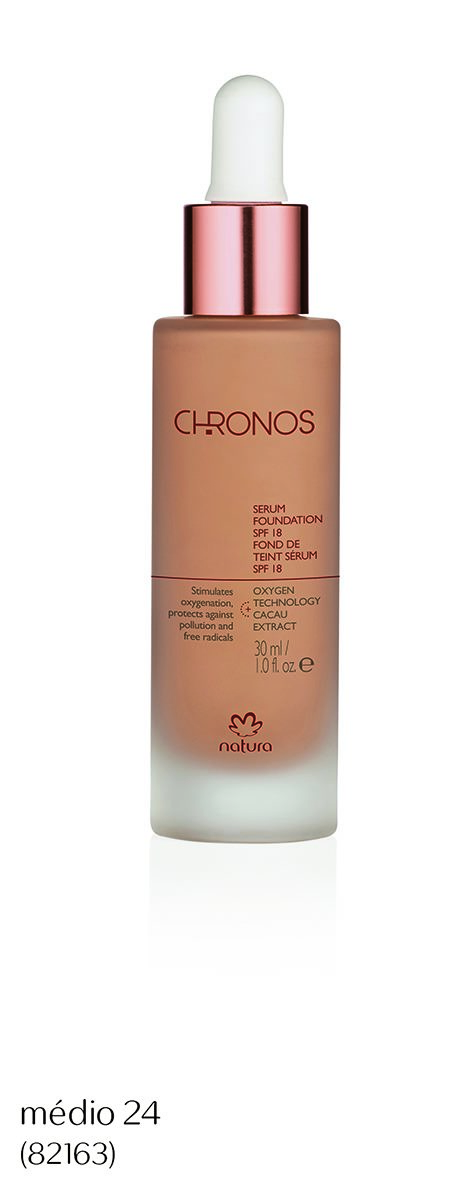 CHRONOS
SERUM
FOUNDATION
SPF 18
FOND DE
TEINT SÉRUM
SPF 18
Stimulates
oxygenation,
protects against
pollution and
free radicals
OXYGEN
TECHNOLOGY
+ CACAU
EXTRACT
30 ml /
1.0 fl. oz. ℮
natura
médio 24
(82163)